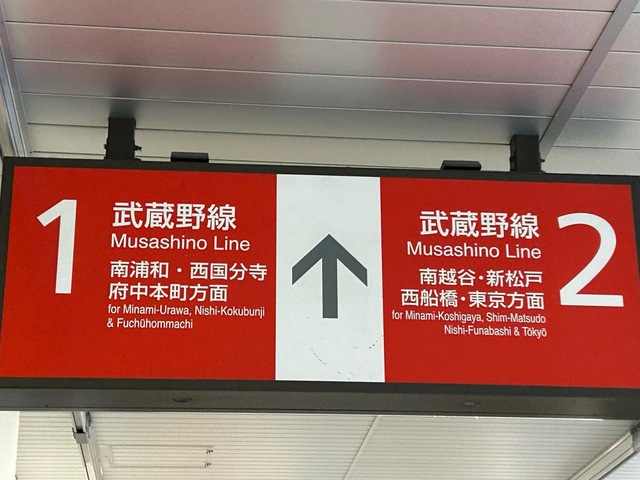 1
武蔵野線
Musashino Line
南浦和・西国分寺
府中本町方面
for Minami-Urawa, Nishi-Kokubunji
& Fuchūhommachi
武蔵野線
Musashino Line
2
南越谷・新松戸
西船橋・東京方面
for Minami-Koshigaya, Shim-Matsudo
Nishi-Funabashi & Tōkyō